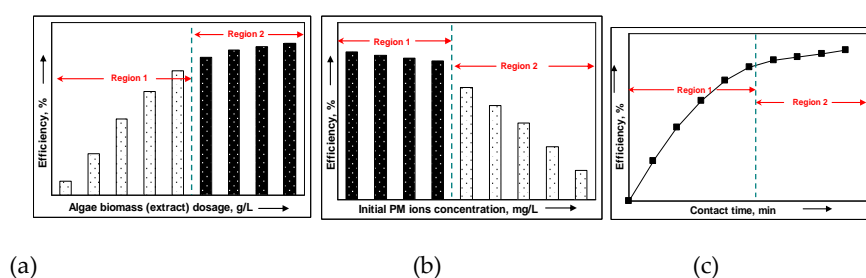 Efficiency, %
Region 1
Region 2
Algae biomass (extract) dosage, g/L
Efficiency, %
Region 1
Region 2
Initial PM ions concentration, mg/L
Efficiency, %
Region 1
Region 2
Contact time, min
(a)
(b)
(c)